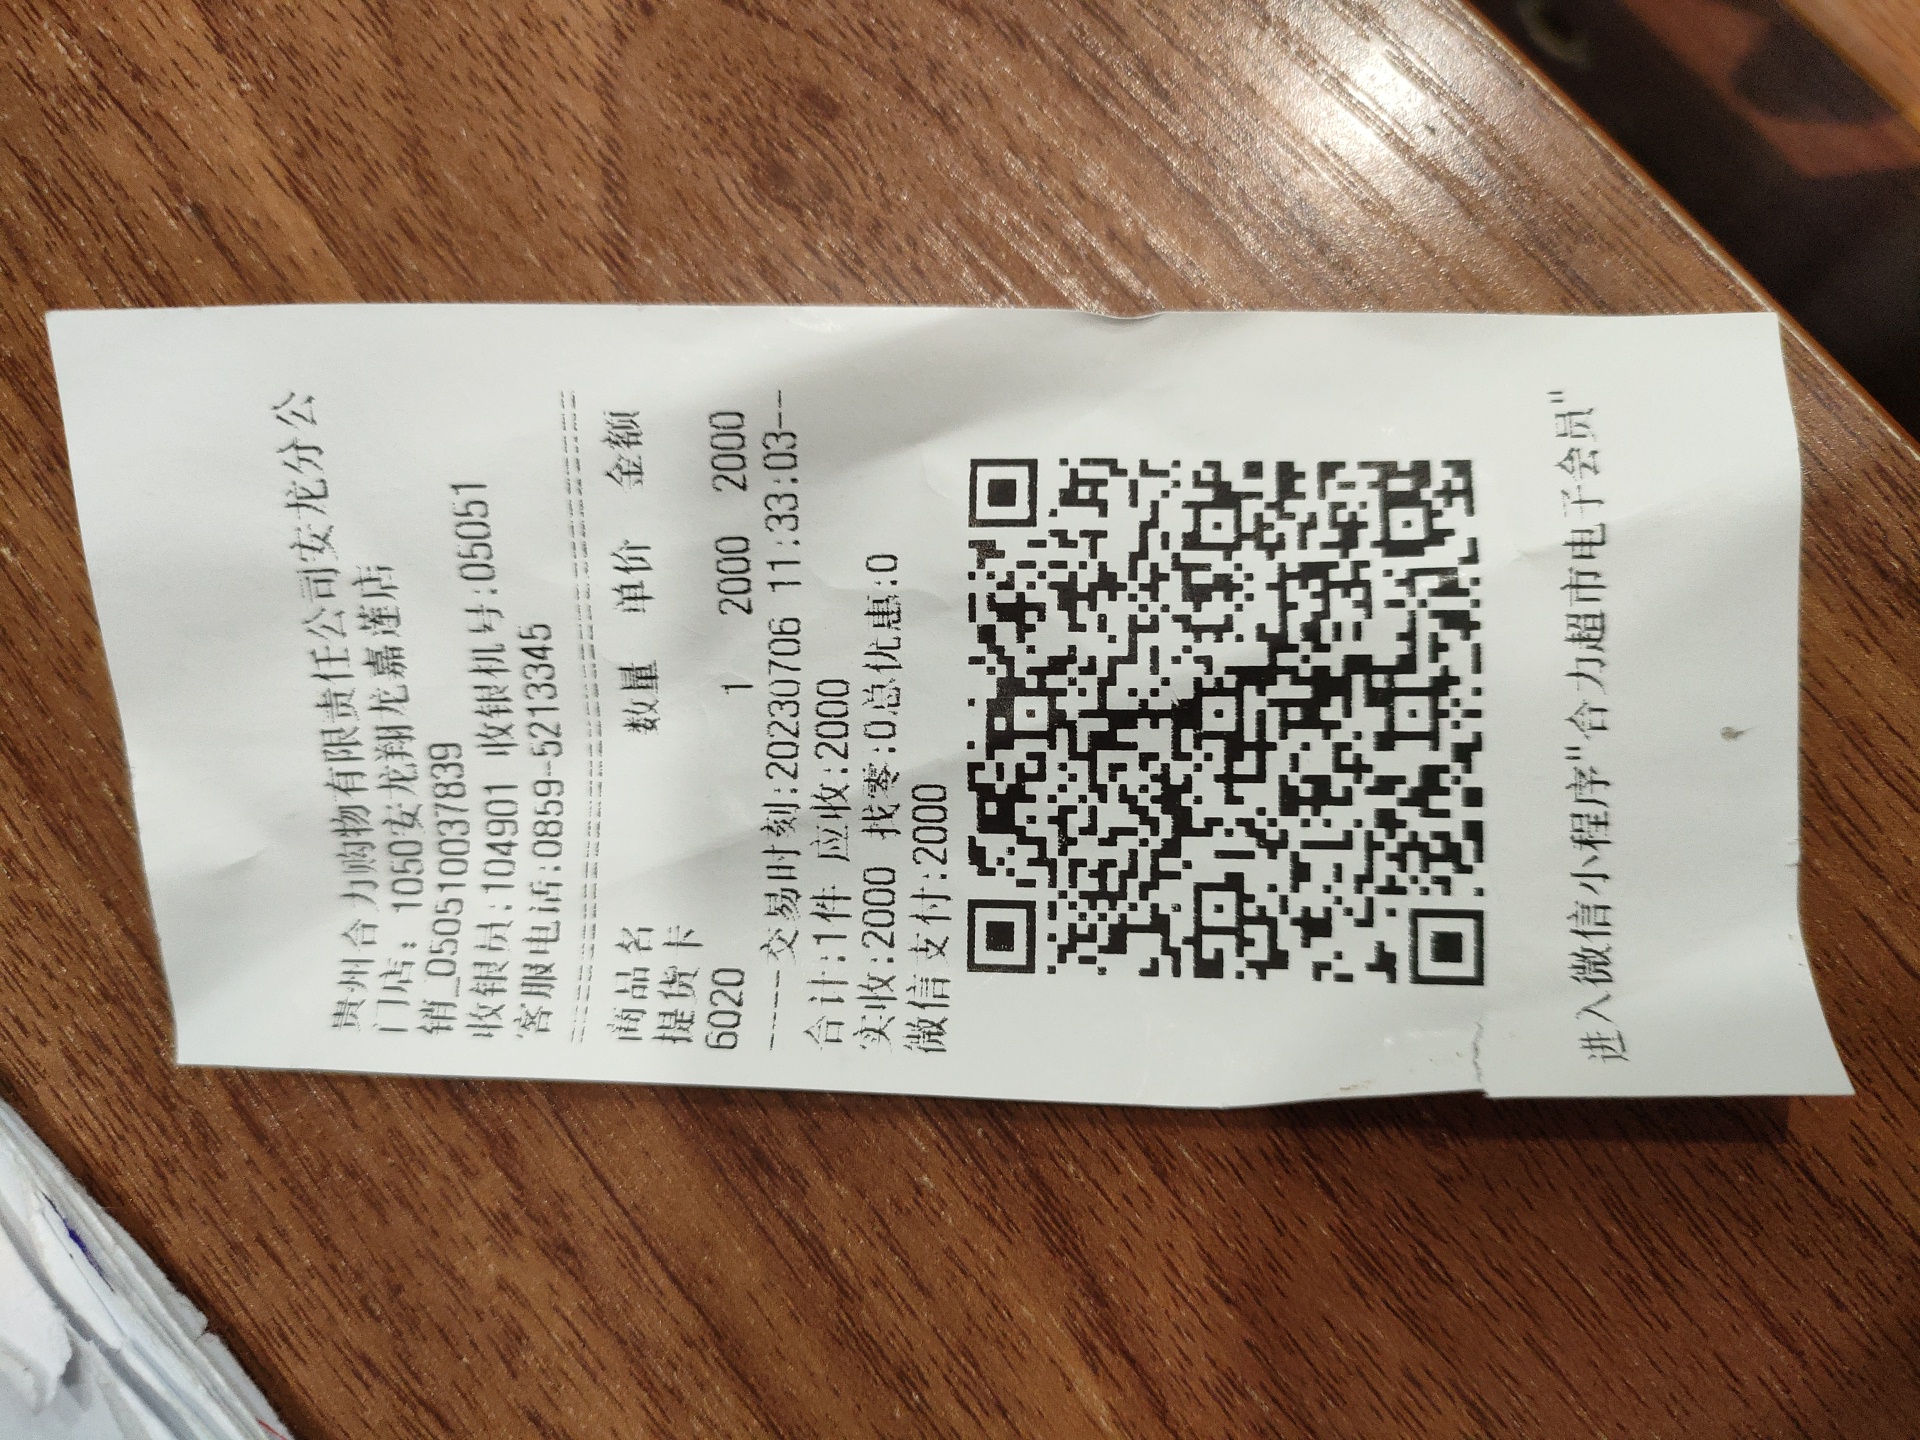 贵州合力购物有限责任公司安龙分公
门店: 1050安龙翔龙嘉莲店
销_050510037839
收银员:104901 收银机号:05051
客服电话:0859-5213345
商品名 数量 单价 金额
提货卡
6020 1 2000 2000
----交易时刻:20230706 11:33:03--
合计:1件 应收:2000
实收:2000 找零:0总优惠:0
微信支付:2000
进入微信小程序"合力超市电子会员"